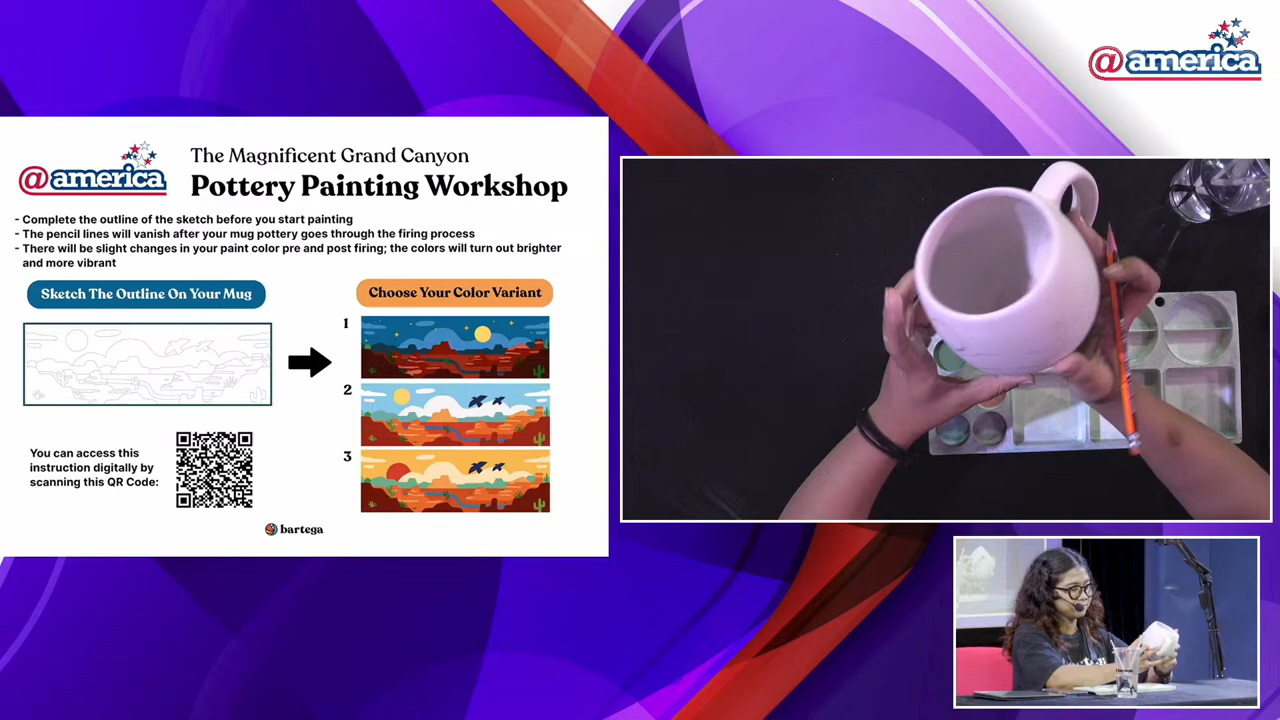 @america
@america
The Magnificent Grand Canyon
Pottery Painting Workshop
- Complete the outline of the sketch before you start painting
- The pencil lines will vanish after your mug pottery goes through the firing process
- There will be slight changes in your paint color pre and post firing; the colors will turn out brighter
and more vibrant
Sketch The Outline On Your Mug
Choose Your Color Variant
1
2
3
You can access this
instruction digitally by
scanning this QR Code:
bartega